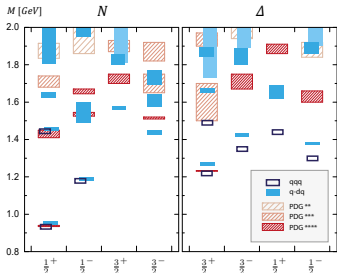 M [GeV] N Δ
2.0
1.8
1.6
1.4
1.2
1.0
0.8
qqq
q-dq
PDG **
PDG ***
PDG ****
1/2 + 1/2 − 3/2 + 3/2 − 3/2 + 3/2 − 1/2 + 1/2 −